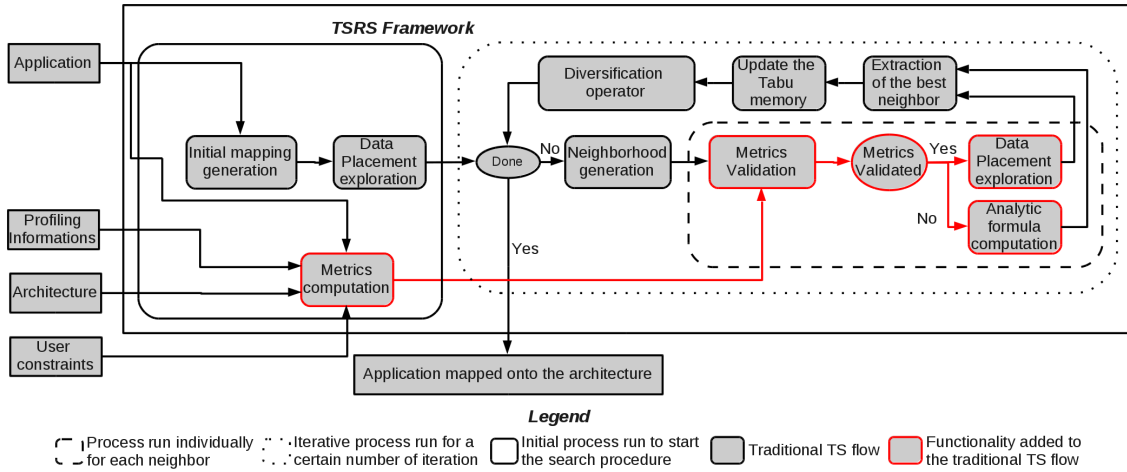 TSRS Framework
Application
Diversification
operator
Update the
Tabu
memory
Extraction
of the best
neighbor
Initial mapping
generation
Data
Placement
exploration
Done
No
Neighborhood
generation
Metrics
Validation
Metrics
Validated
Yes
Data
Placement
exploration
No
Analytic
formula
computation
Profiling
Informations
Yes
Metrics
computation
Architecture
User
constraints
Application mapped onto the architecture
Legend
Process run individually
for each neighbor
Iterative process run for a
certain number of iteration
Initial process run to start
the search procedure
Traditional TS flow
Functionality added to
the traditional TS flow